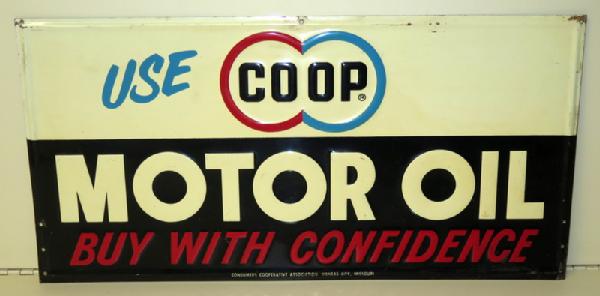 USE CO OP®
MOTOR OIL
BUY WITH CONFIDENCE
CONSUMERS COOPERATIVE ASSOCIATION KANSAS CITY, MISSOURI